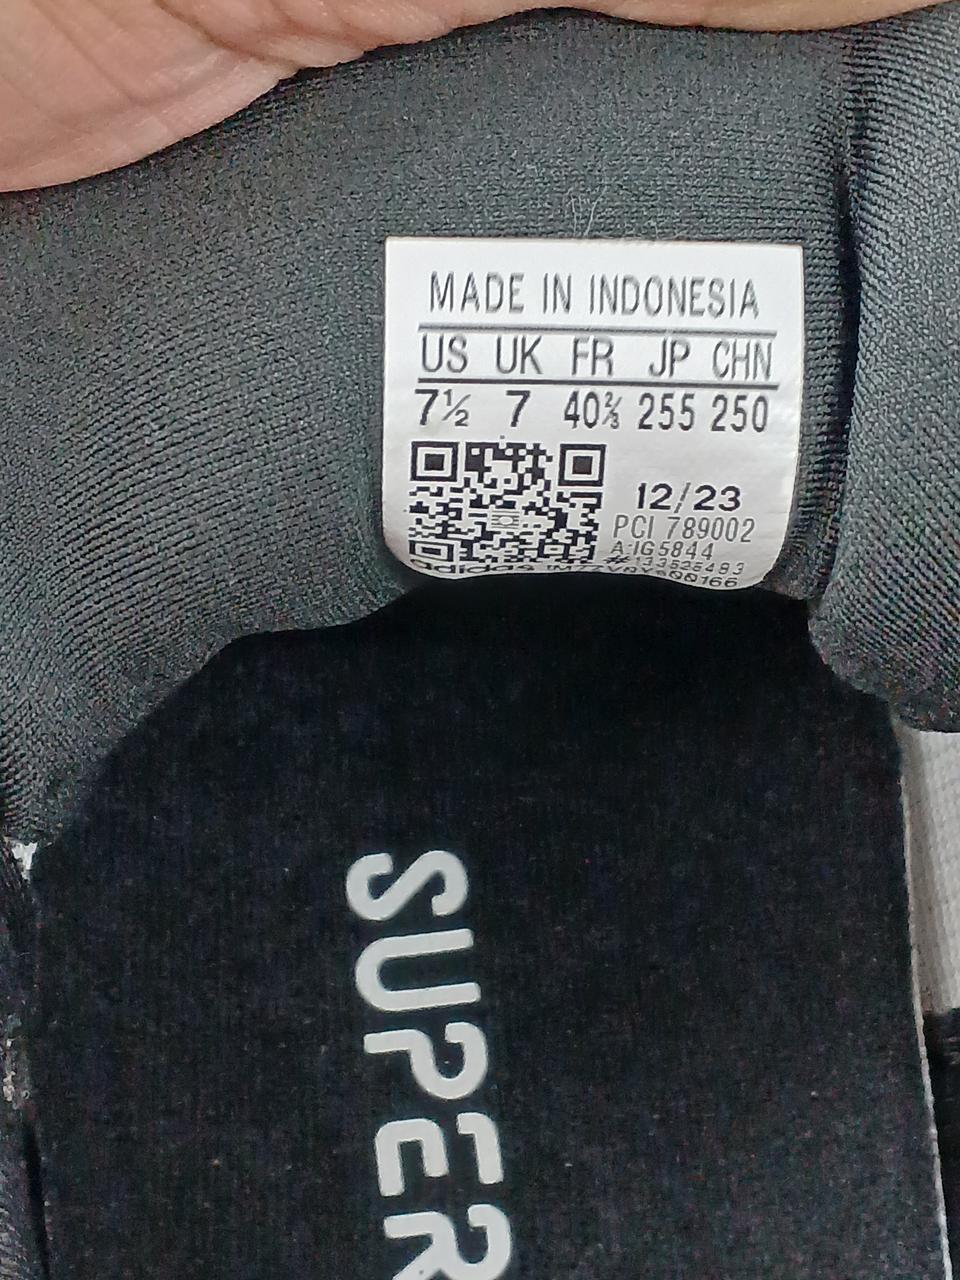 MADE IN INDONESIA
US UK FR JP CHN
7½ 7 40⅔ 255 250
12/23
PCI 789002
A:IG5844
adidas
SUPER